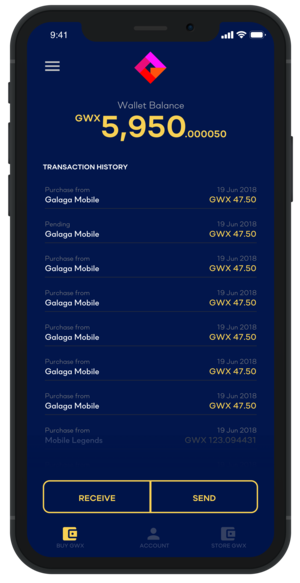 9:41
Wallet Balance
GWX 5,950.000050
TRANSACTION HISTORY
Purchase from 19 Jun 2018
Galaga Mobile GWX 47.50
Pending 19 Jun 2018
Galaga Mobile GWX 47.50
Purchase from 19 Jun 2018
Galaga Mobile GWX 47.50
Purchase from 19 Jun 2018
Galaga Mobile GWX 47.50
Purchase from 19 Jun 2018
Galaga Mobile GWX 47.50
Purchase from 19 Jun 2018
Galaga Mobile GWX 47.50
Purchase from 19 Jun 2018
Galaga Mobile GWX 47.50
Purchase from 19 Jun 2018
Mobile Legends GWX 123.094431
RECEIVE SEND
BUY GWX ACCOUNT STORE GWX